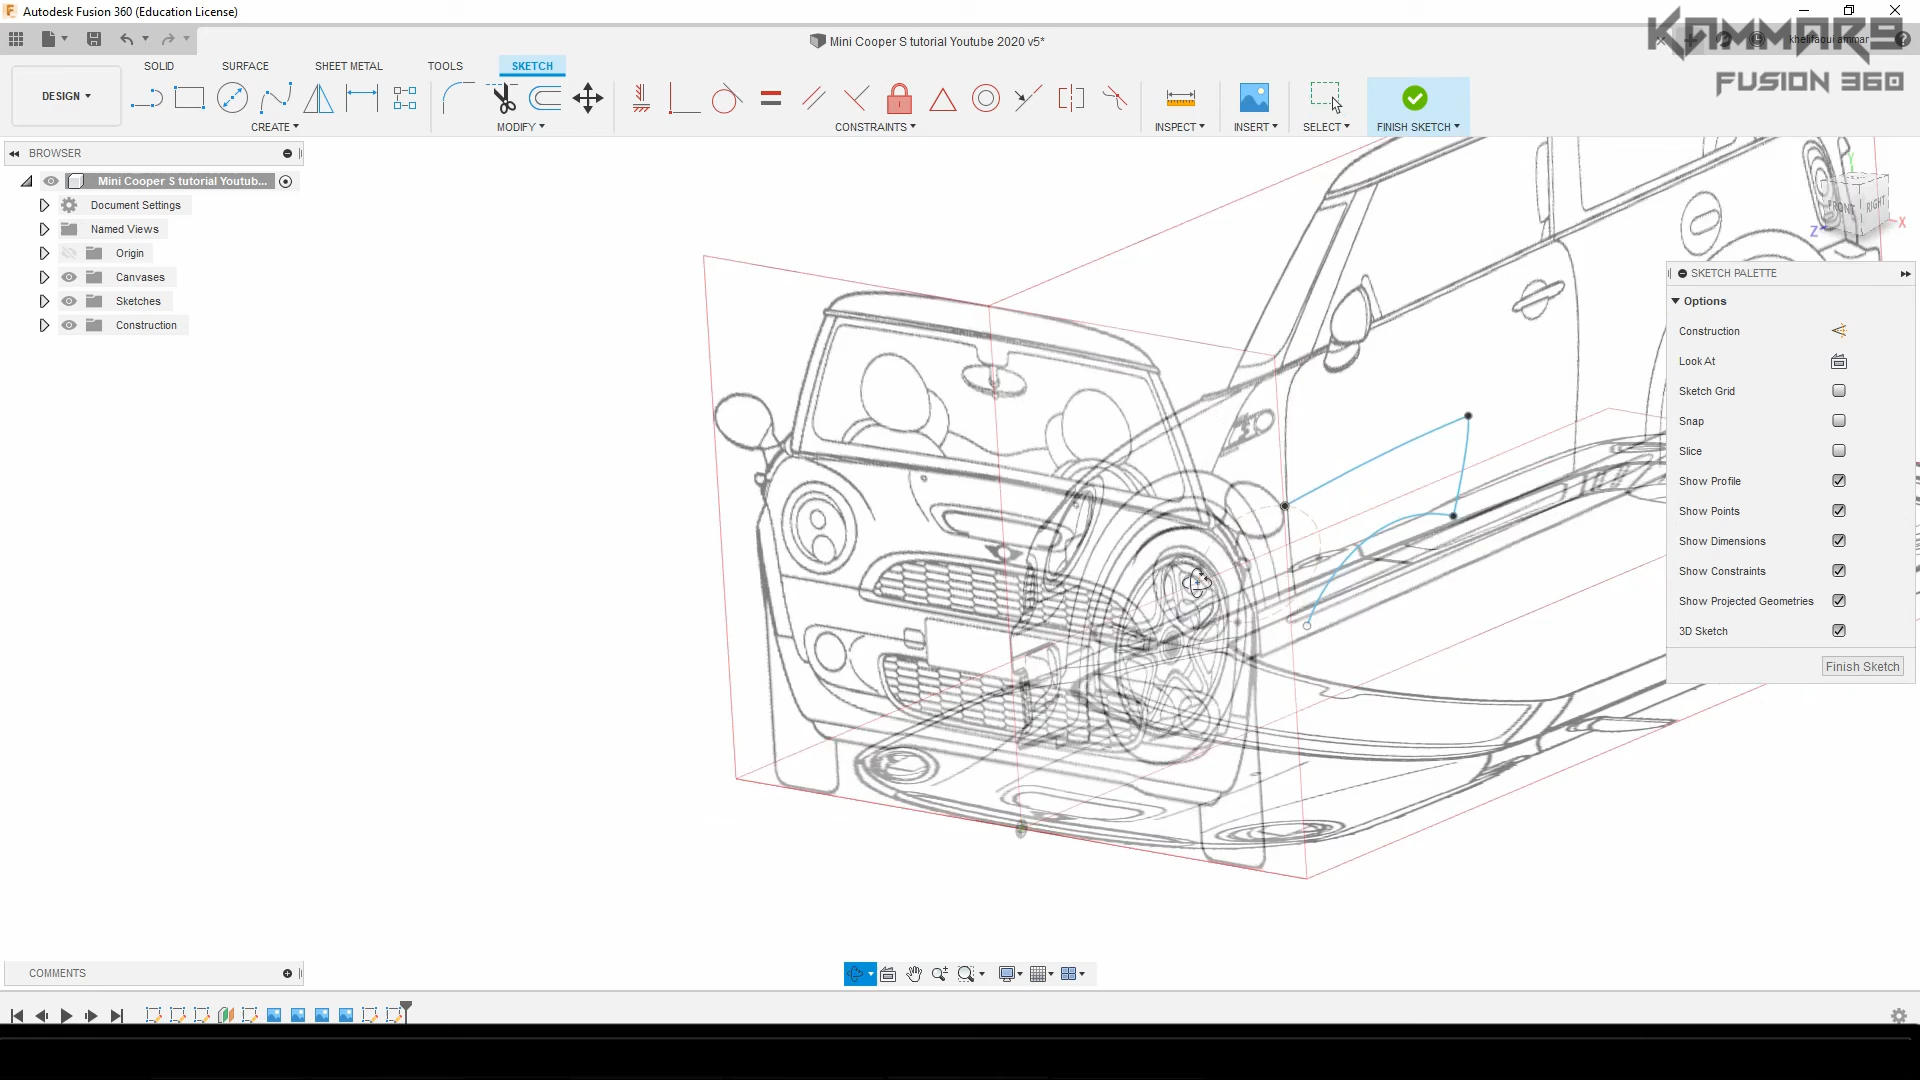 Autodesk Fusion 360 (Education License)
Mini Cooper S tutorial Youtube 2020 v5*
khelifaoui ammar
KAMMAR9
FUSION 360
SOLID
SURFACE
SHEET METAL
TOOLS
SKETCH
DESIGN
CREATE
MODIFY
CONSTRAINTS
INSPECT
INSERT
SELECT
FINISH SKETCH
BROWSER
Mini Cooper S tutorial Youtub...
Document Settings
Named Views
Origin
Canvases
Sketches
Construction
Y
FRONT
RIGHT
Z
X
SKETCH PALETTE
Options
Construction
Look At
Sketch Grid
Snap
Slice
Show Profile
Show Points
Show Dimensions
Show Constraints
Show Projected Geometries
3D Sketch
Finish Sketch
COMMENTS